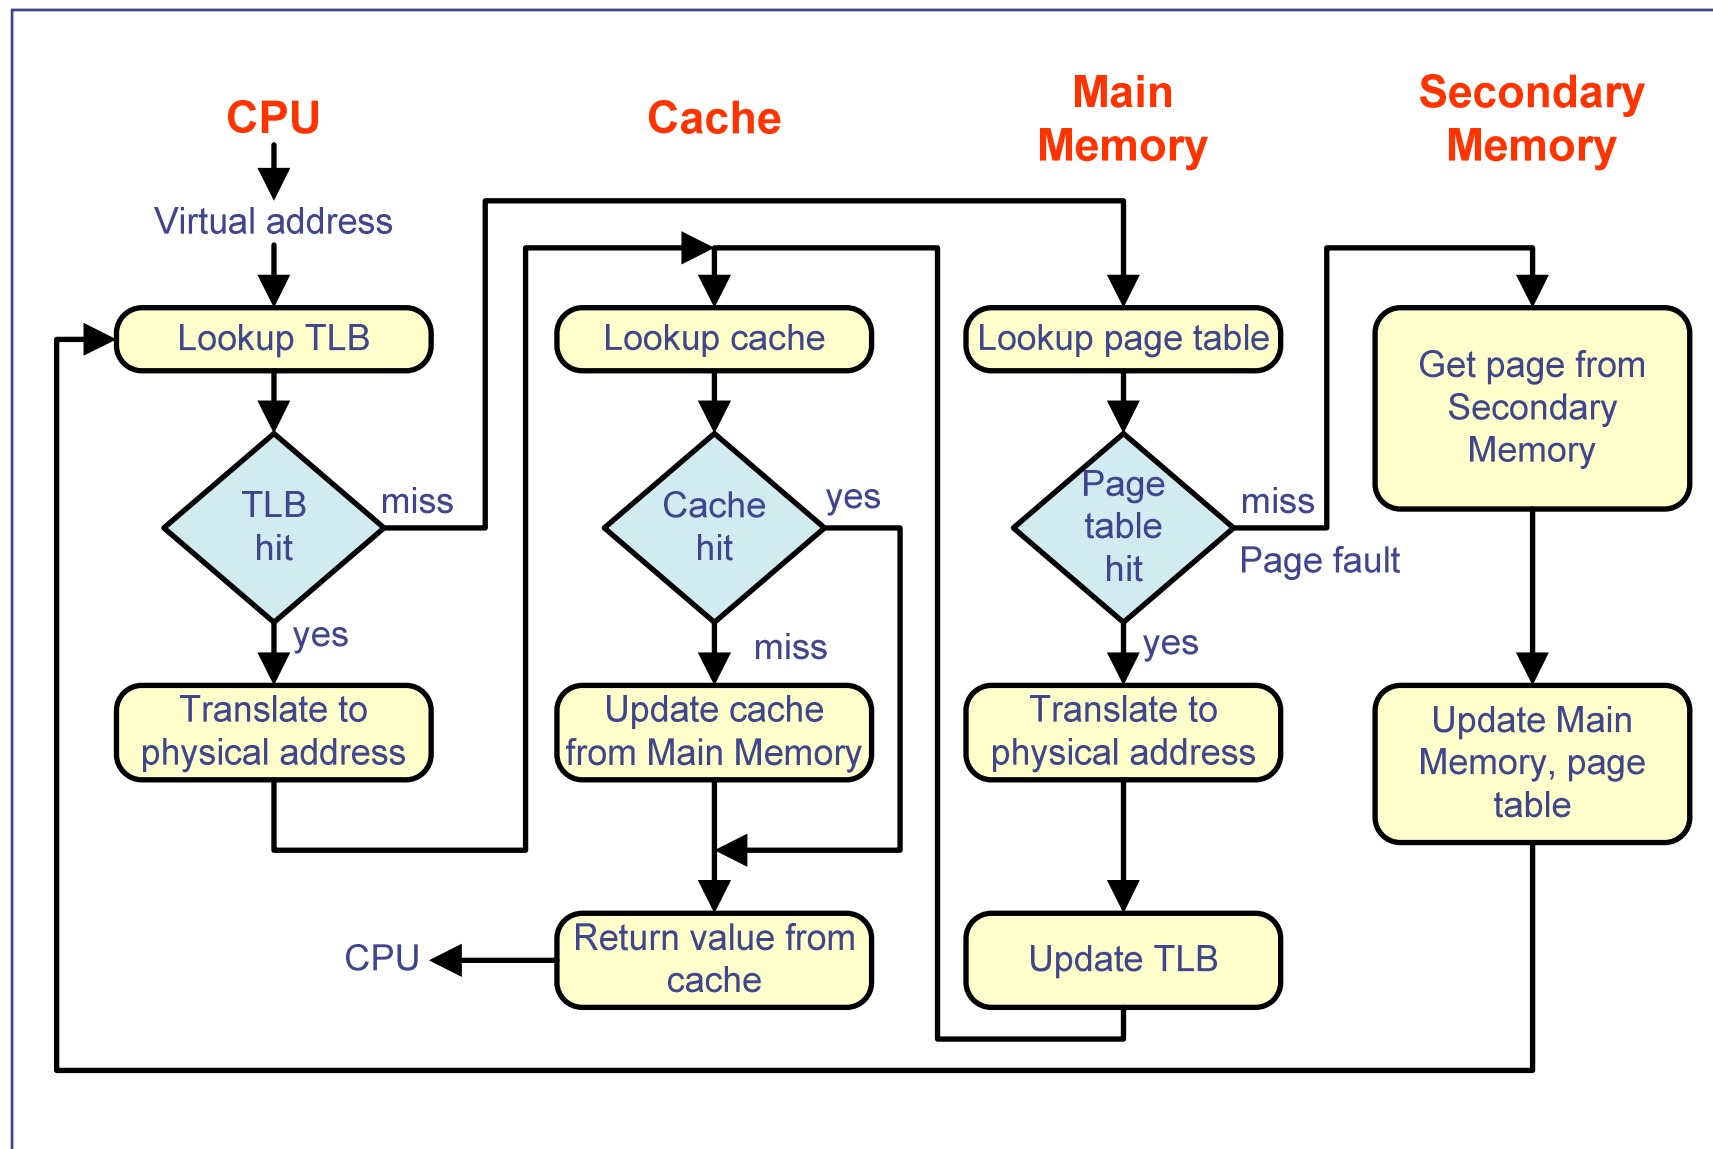 CPU
Cache
Main
Memory
Secondary
Memory
Virtual address
Lookup TLB
TLB
hit
miss
yes
Translate to
physical address
Lookup cache
Cache
hit
yes
miss
Update cache
from Main Memory
Return value from
cache
CPU
Lookup page table
Page
table
hit
miss
Page fault
yes
Translate to
physical address
Update TLB
Get page from
Secondary
Memory
Update Main
Memory, page
table